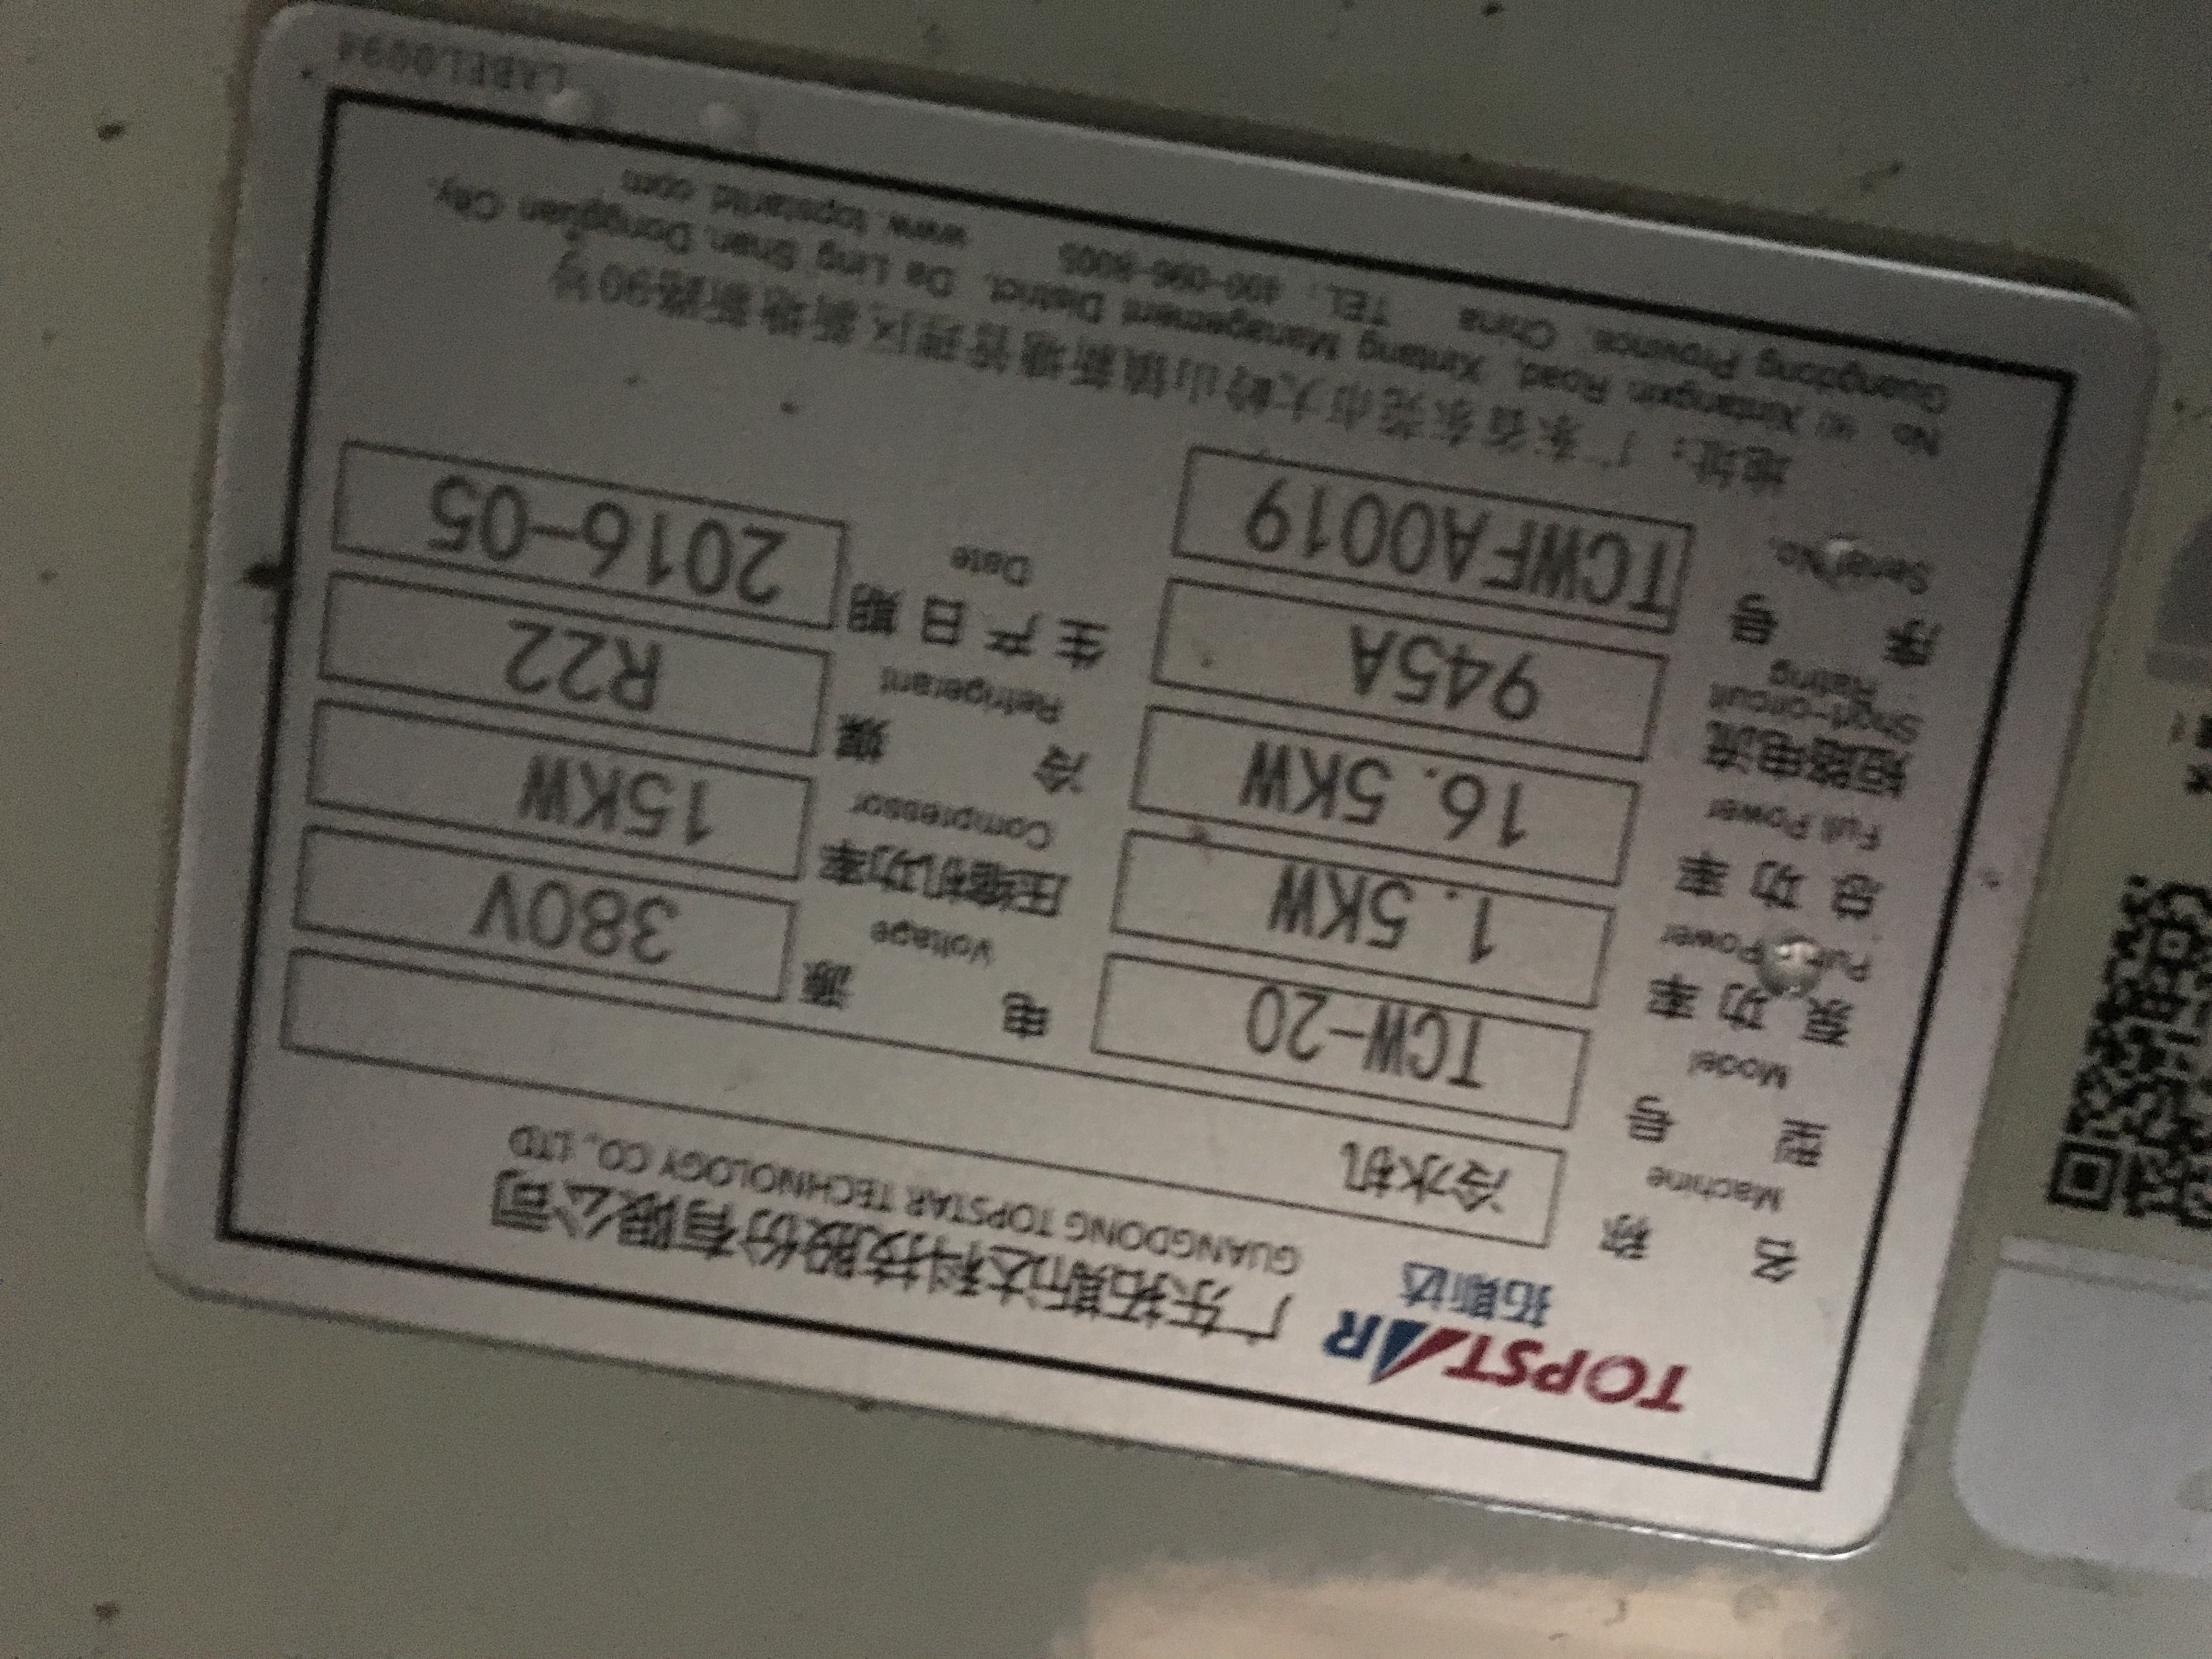 TOPSTAR
拓斯达
广东拓斯达科技股份有限公司
GUANGDONG TOPSTAR TECHNOLOGY CO., LTD
名称 Machine 冷水机
型号 Model TCW-20
电源 Voltage 380V
泵功率 Power 1.5KW
压缩机功率 Compressor 15KW
总功率 Full Power 16.5KW
冷媒 Refrigerant R22
短路电流 Short-circuit Rating 945A
生产日期 Date 2016-05
序号 Serial No. TCWFA0019
地址：广东省东莞市大岭山镇新塘管理区新塘新路90号
No. 90 Xintangxin Road, Xintang Management District, Da Ling Shan, Dongguan City,
Guangdong Province, China TEL: 400-096-8005 www.topstarltd.com
LABEL0094